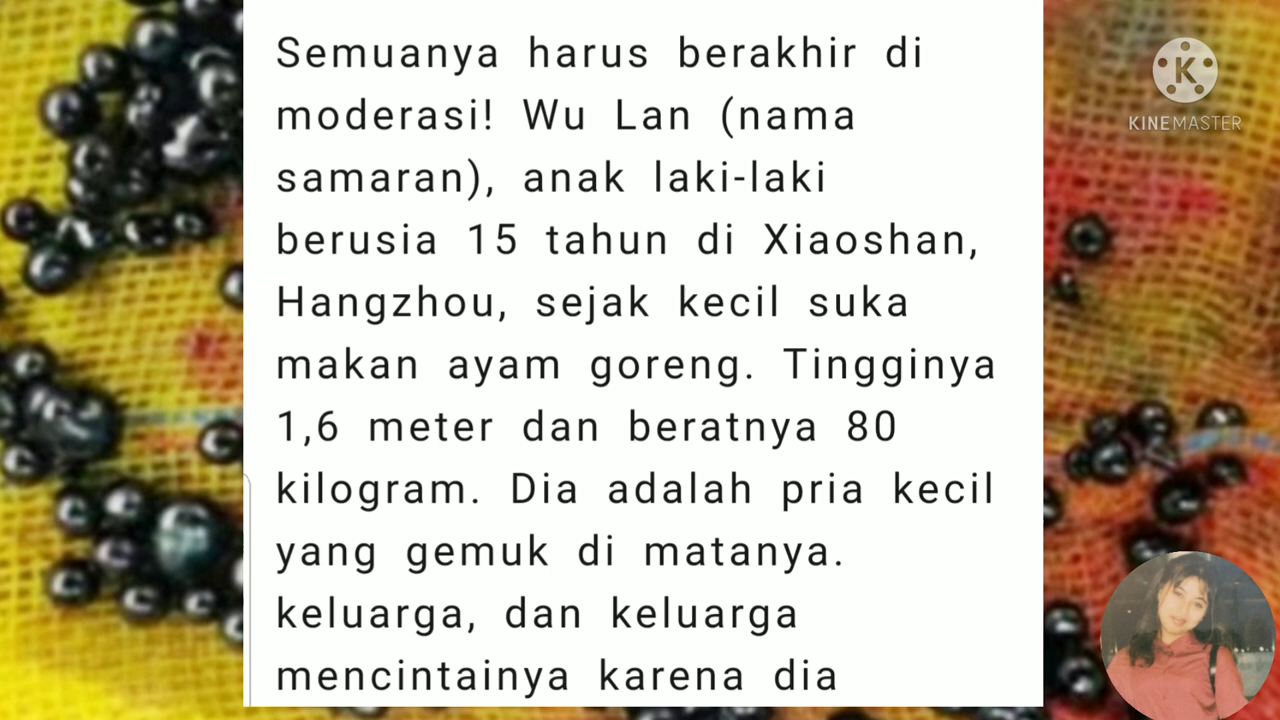 Semuanya harus berakhir di
moderasi! Wu Lan (nama
samaran), anak laki-laki
berusia 15 tahun di Xiaoshan,
Hangzhou, sejak kecil suka
makan ayam goreng. Tingginya
1,6 meter dan beratnya 80
kilogram. Dia adalah pria kecil
yang gemuk di matanya.
keluarga, dan keluarga
mencintainya karena dia
K
KINEMASTER